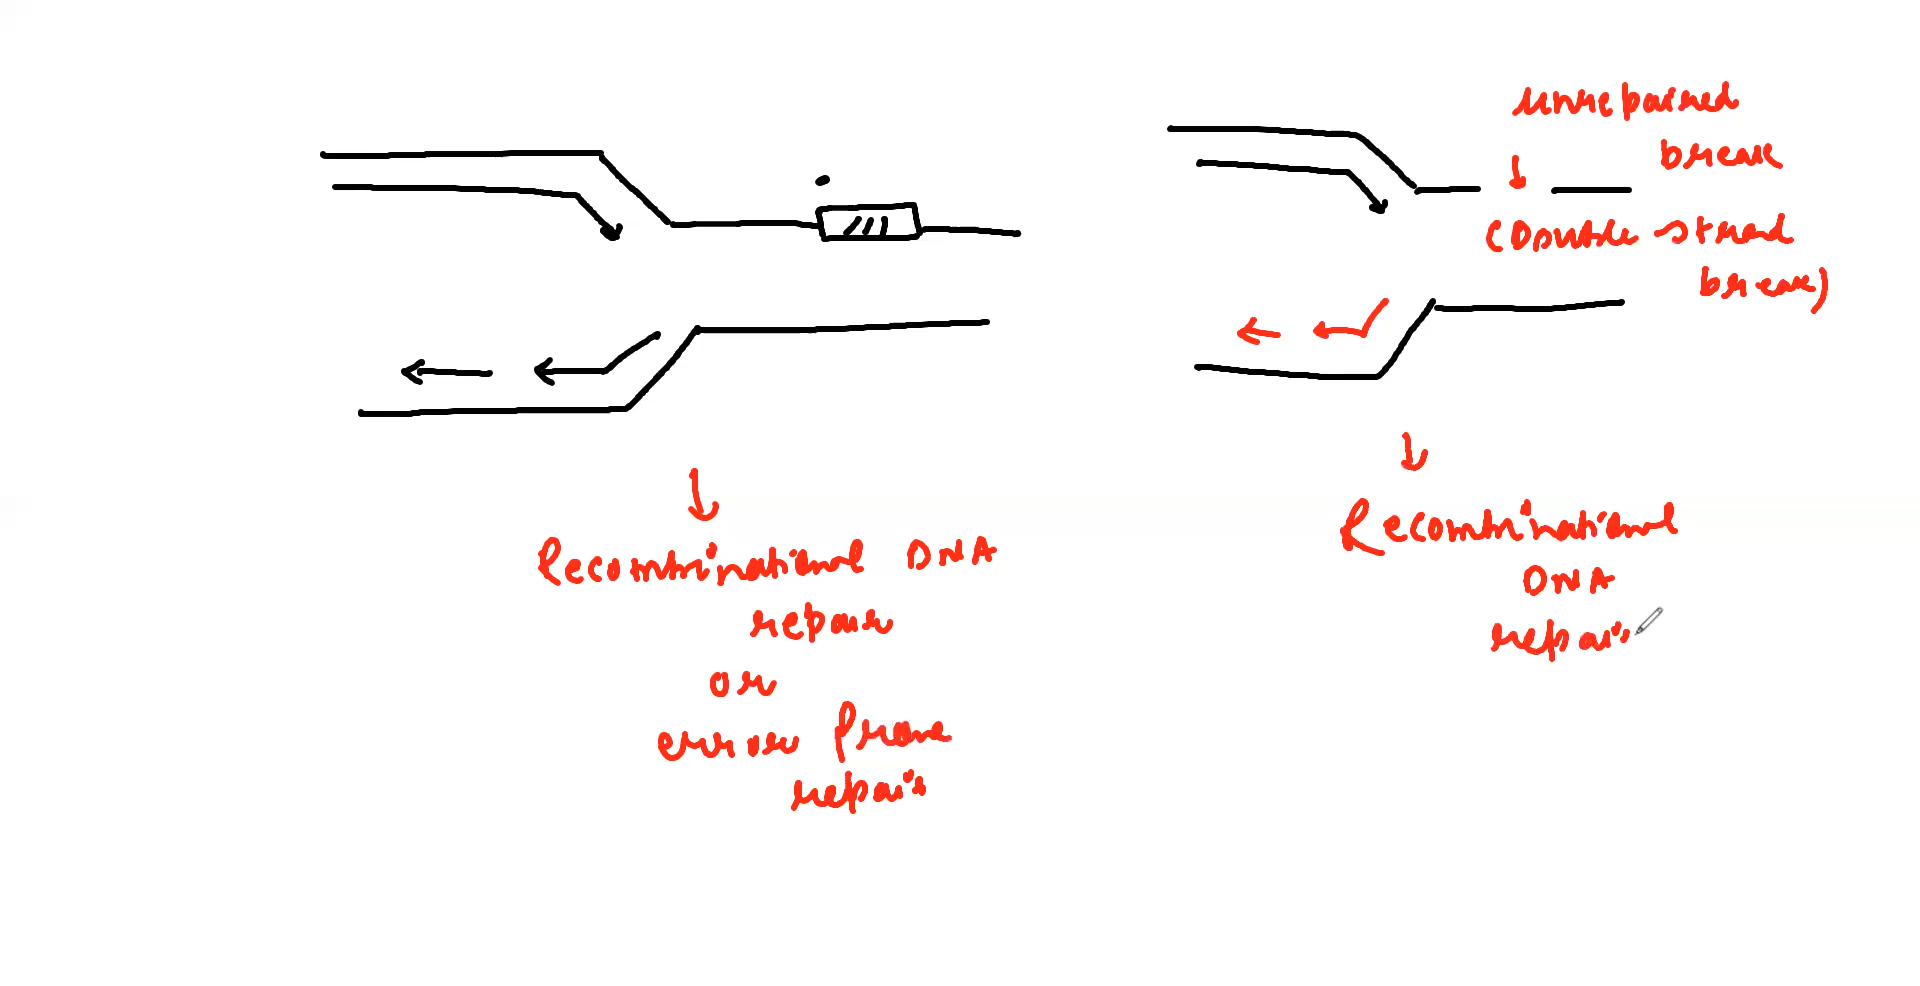 unrepaired
break
(Double strand
break)
Recombinational DNA
repair
or
error prone
repair
Recombinational
DNA
repair